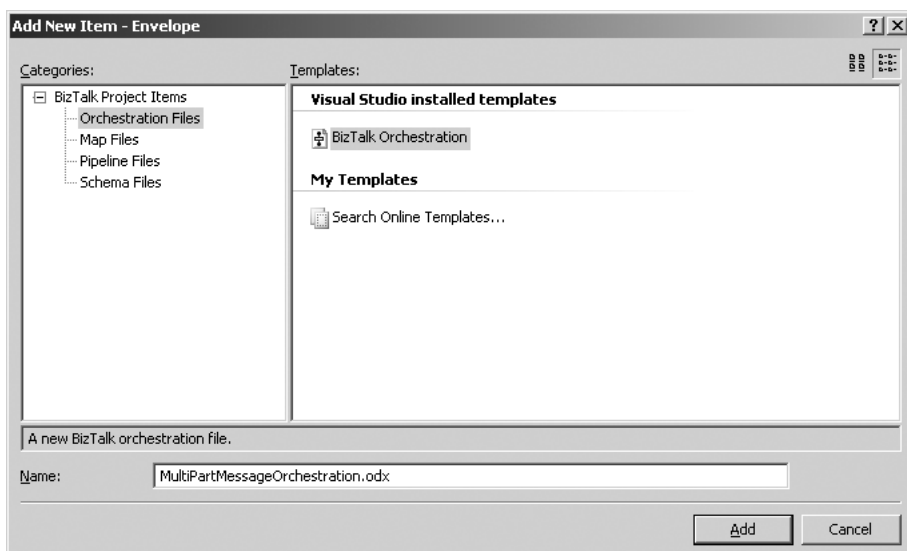 Add New Item - Envelope
Categories:
Templates:
BizTalk Project Items
Orchestration Files
Map Files
Pipeline Files
Schema Files
Visual Studio installed templates
BizTalk Orchestration
My Templates
Search Online Templates...
A new BizTalk orchestration file.
Name:
MultiPartMessageOrchestration.odx
Add
Cancel